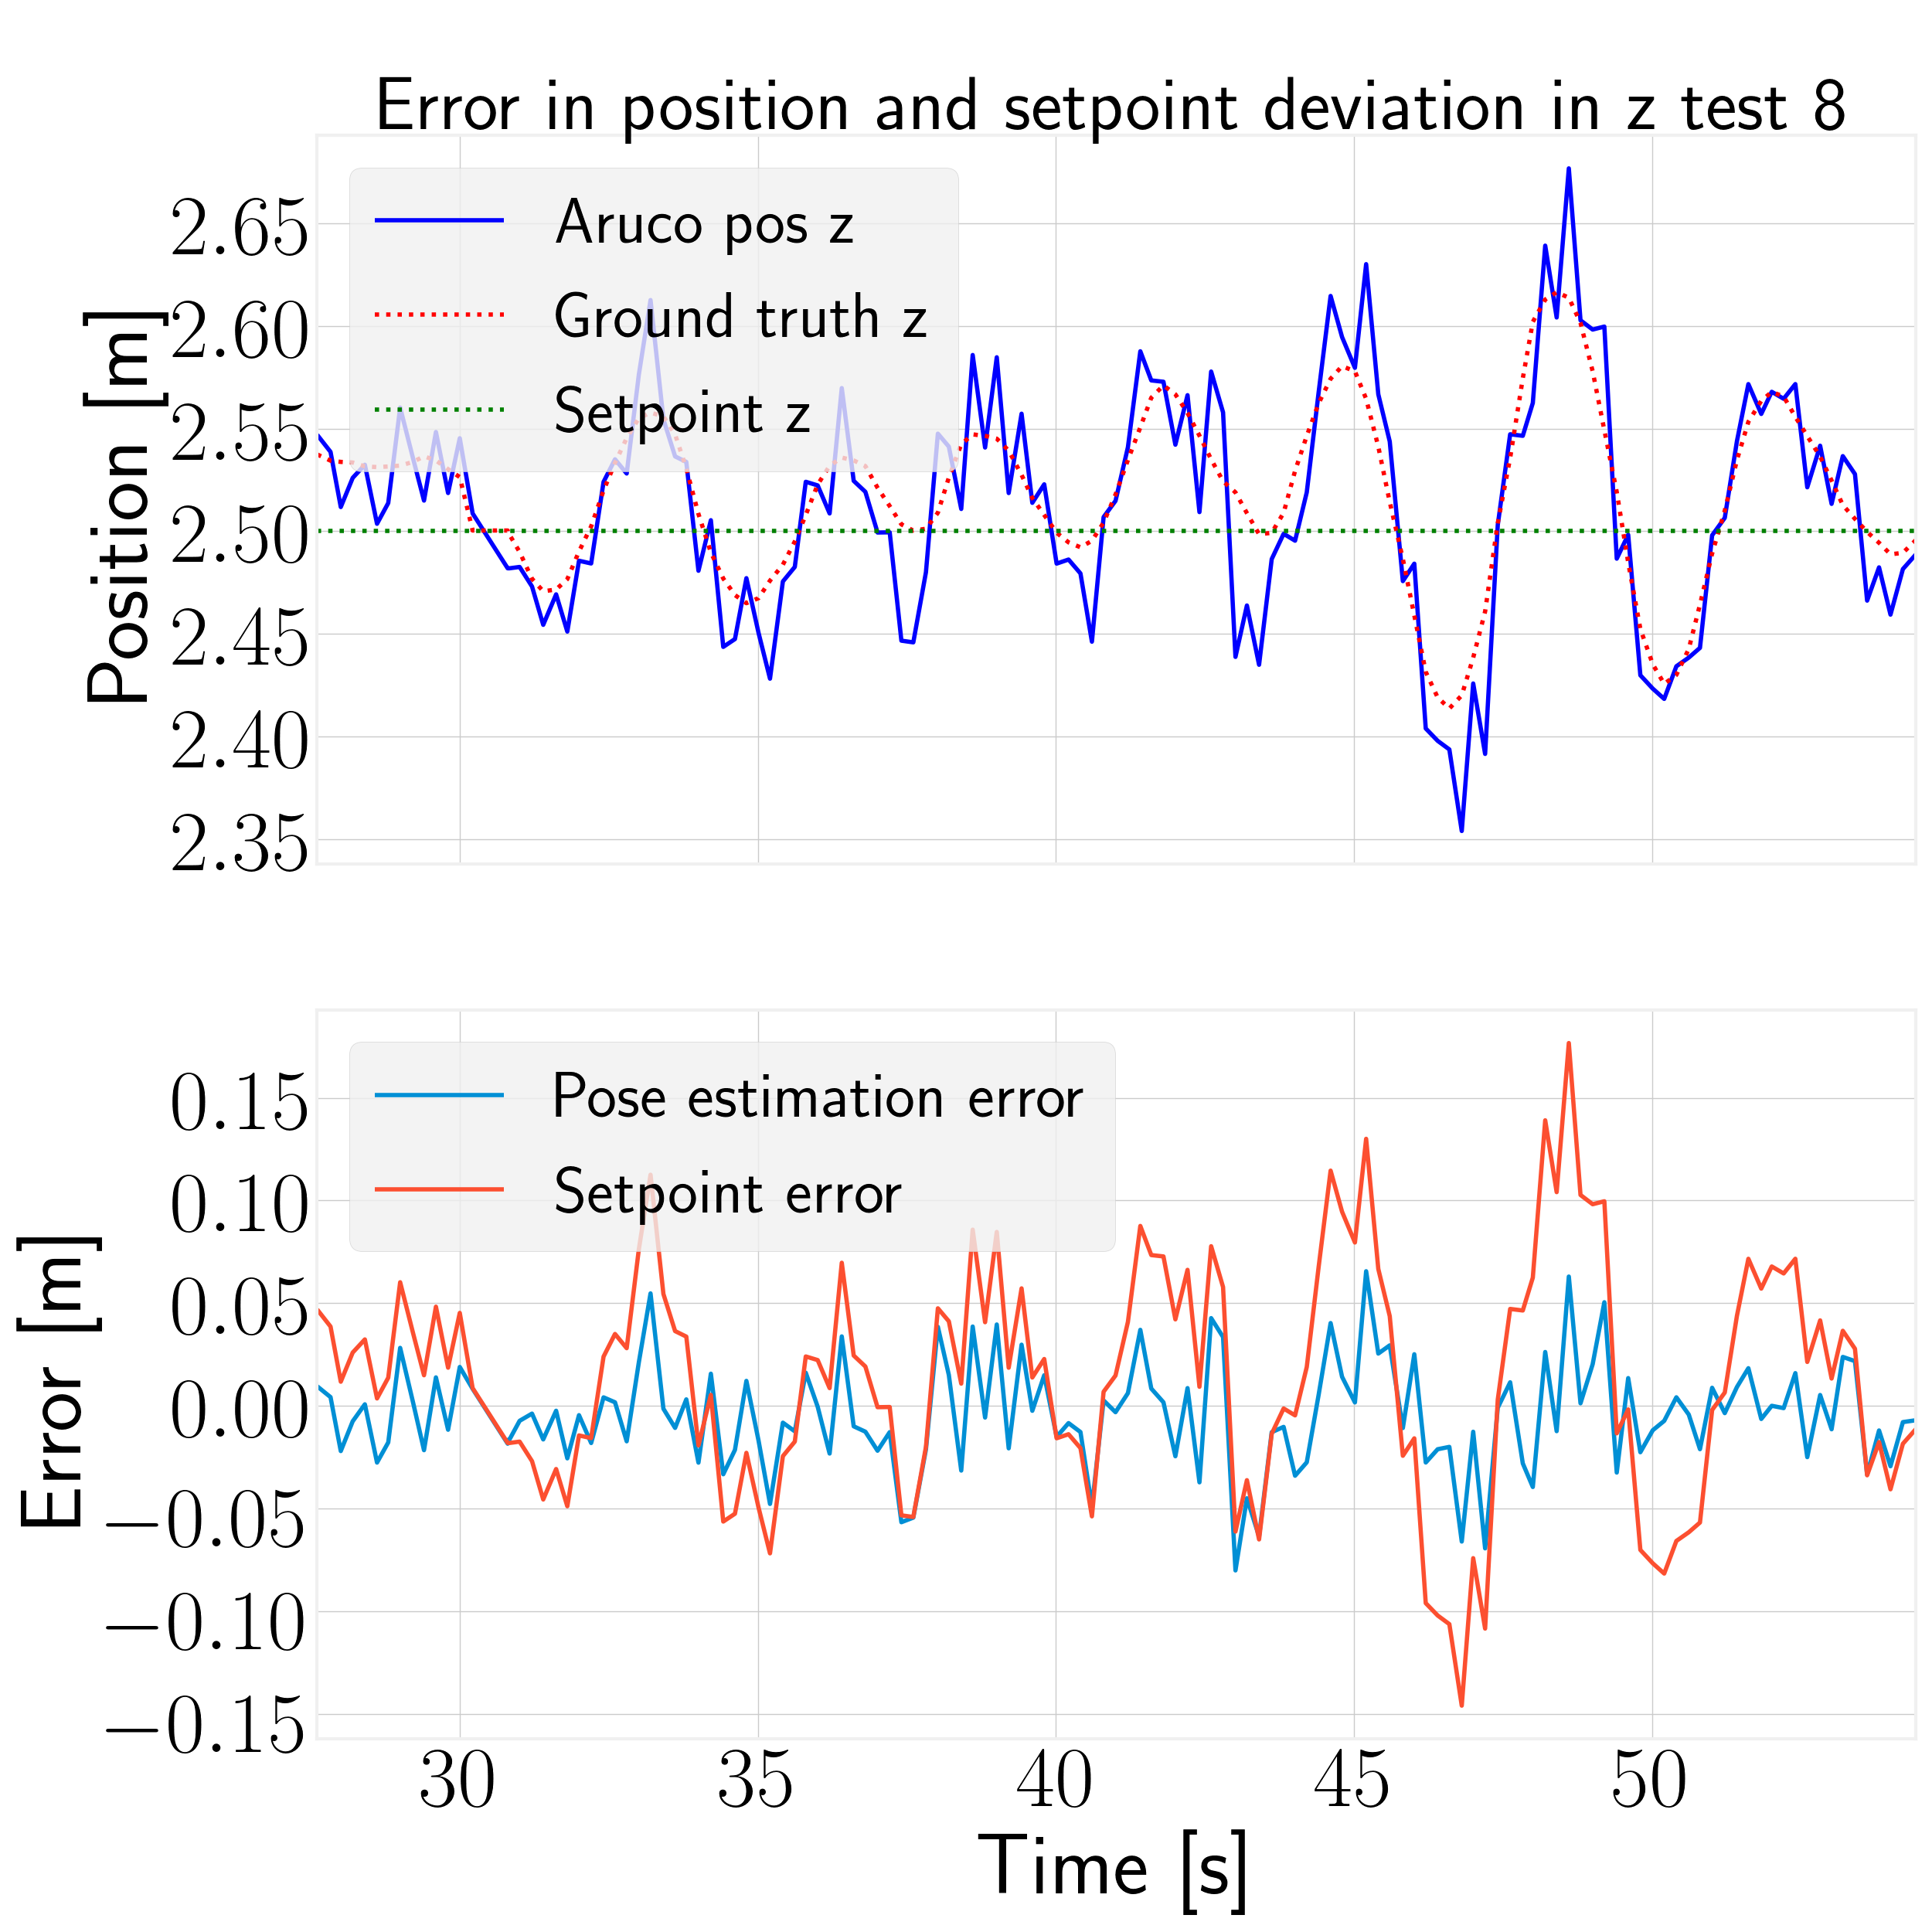 Error in position and setpoint deviation in z test 8
Position [m]
2.65
2.60
2.55
2.50
2.45
2.40
2.35
Aruco pos z
Ground truth z
Setpoint z
Error [m]
0.15
0.10
0.05
0.00
−0.05
−0.10
−0.15
Pose estimation error
Setpoint error
30 35 40 45 50
Time [s]